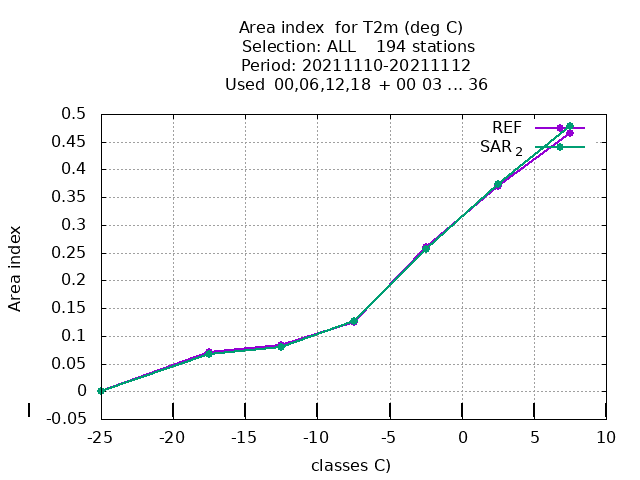 Area index  for T2m (deg C)
Selection: ALL    194 stations
Period: 20211110-20211112
Used  00,06,12,18  + 00 03 ... 36
REF
SAR 2
0.5
0.45
0.4
0.35
0.3
0.25
0.2
0.15
0.1
0.05
0
-0.05
Area index
-25 -20 -15 -10 -5 0 5 10
classes C)